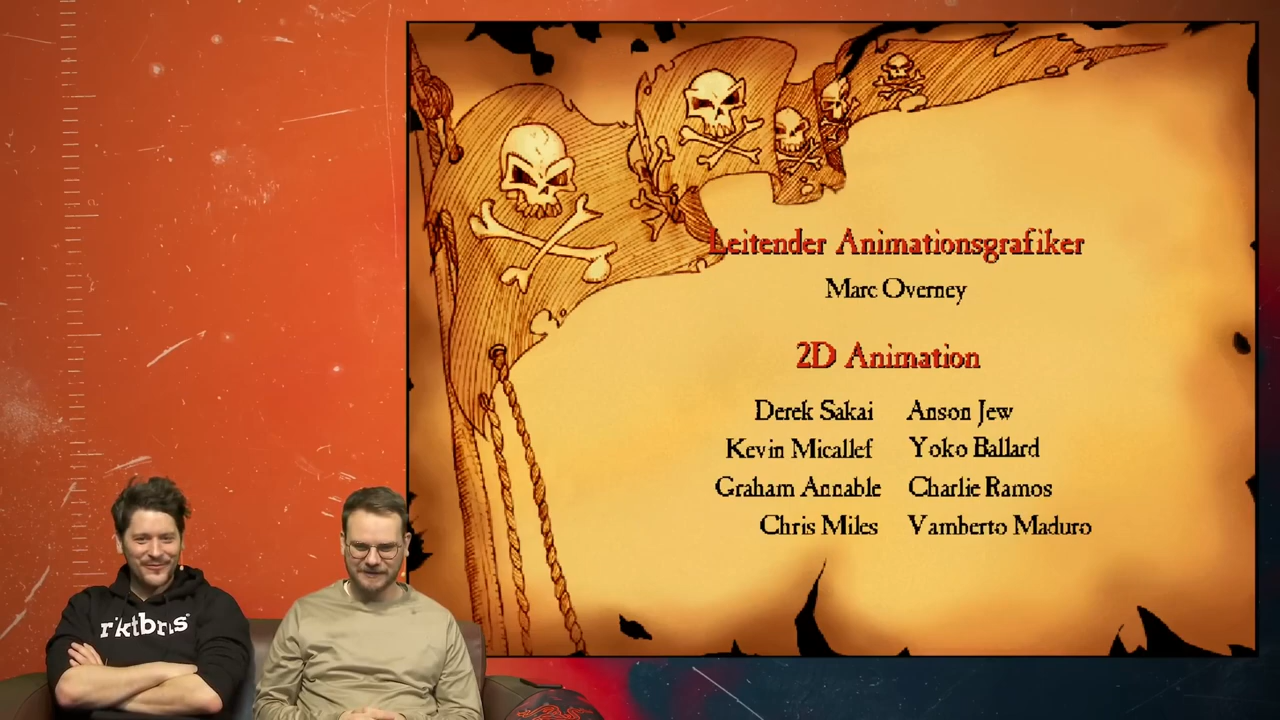 Leitender Animationsgrafiker
Marc Overney
2D Animation
Derek Sakai Anson Jew
Kevin Micallef Yoko Ballard
Graham Annable Charlie Ramos
Chris Miles Vamberto Maduro
rktbns